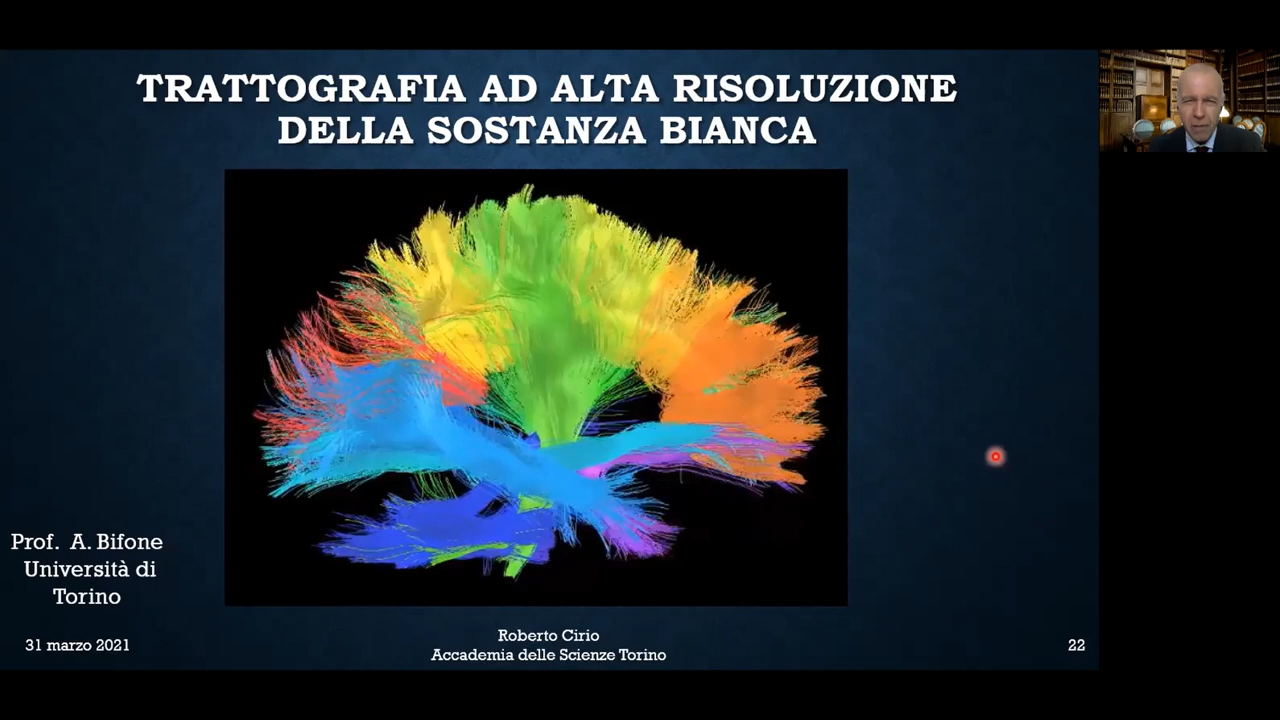 TRATTOGRAFIA AD ALTA RISOLUZIONE
DELLA SOSTANZA BIANCA
Prof. A. Bifone
Università di
Torino
31 marzo 2021
Roberto Cirio
Accademia delle Scienze Torino
22